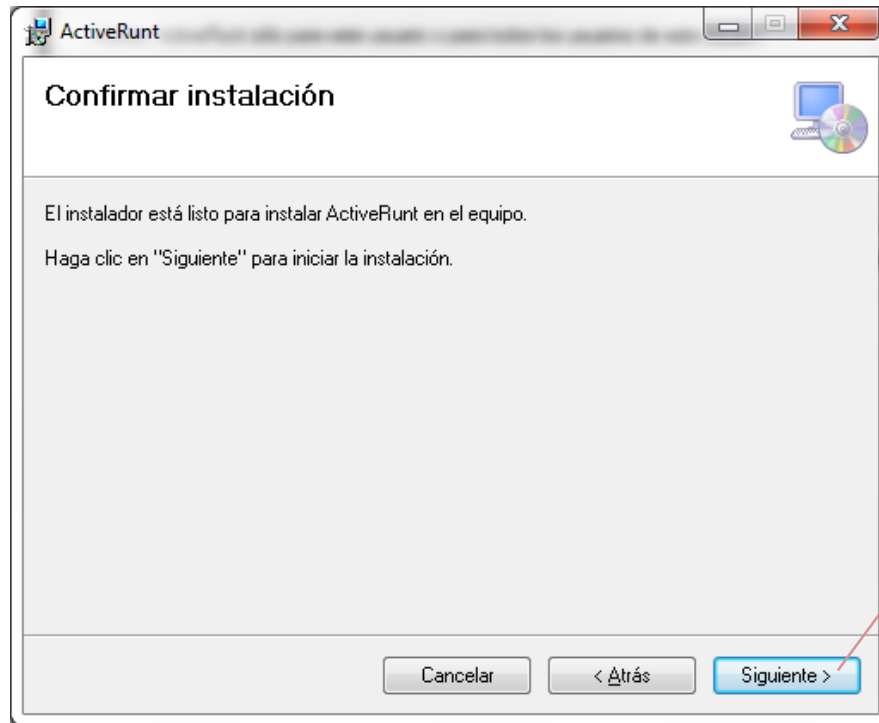 ActiveRunt
Confirmar instalación
El instalador está listo para instalar ActiveRunt en el equipo.
Haga clic en "Siguiente" para iniciar la instalación.
Cancelar
< Atrás
Siguiente >